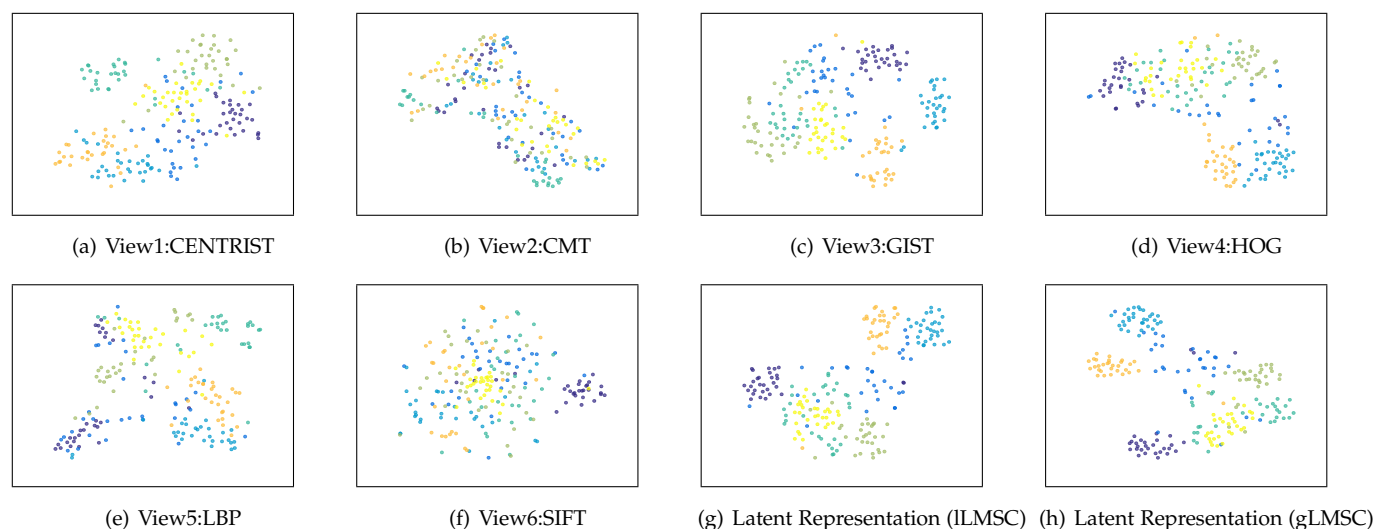 (a) View1:CENTRIST
(b) View2:CMT
(c) View3:GIST
(d) View4:HOG
(e) View5:LBP
(f) View6:SIFT
(g) Latent Representation (lLMSC)
(h) Latent Representation (gLMSC)